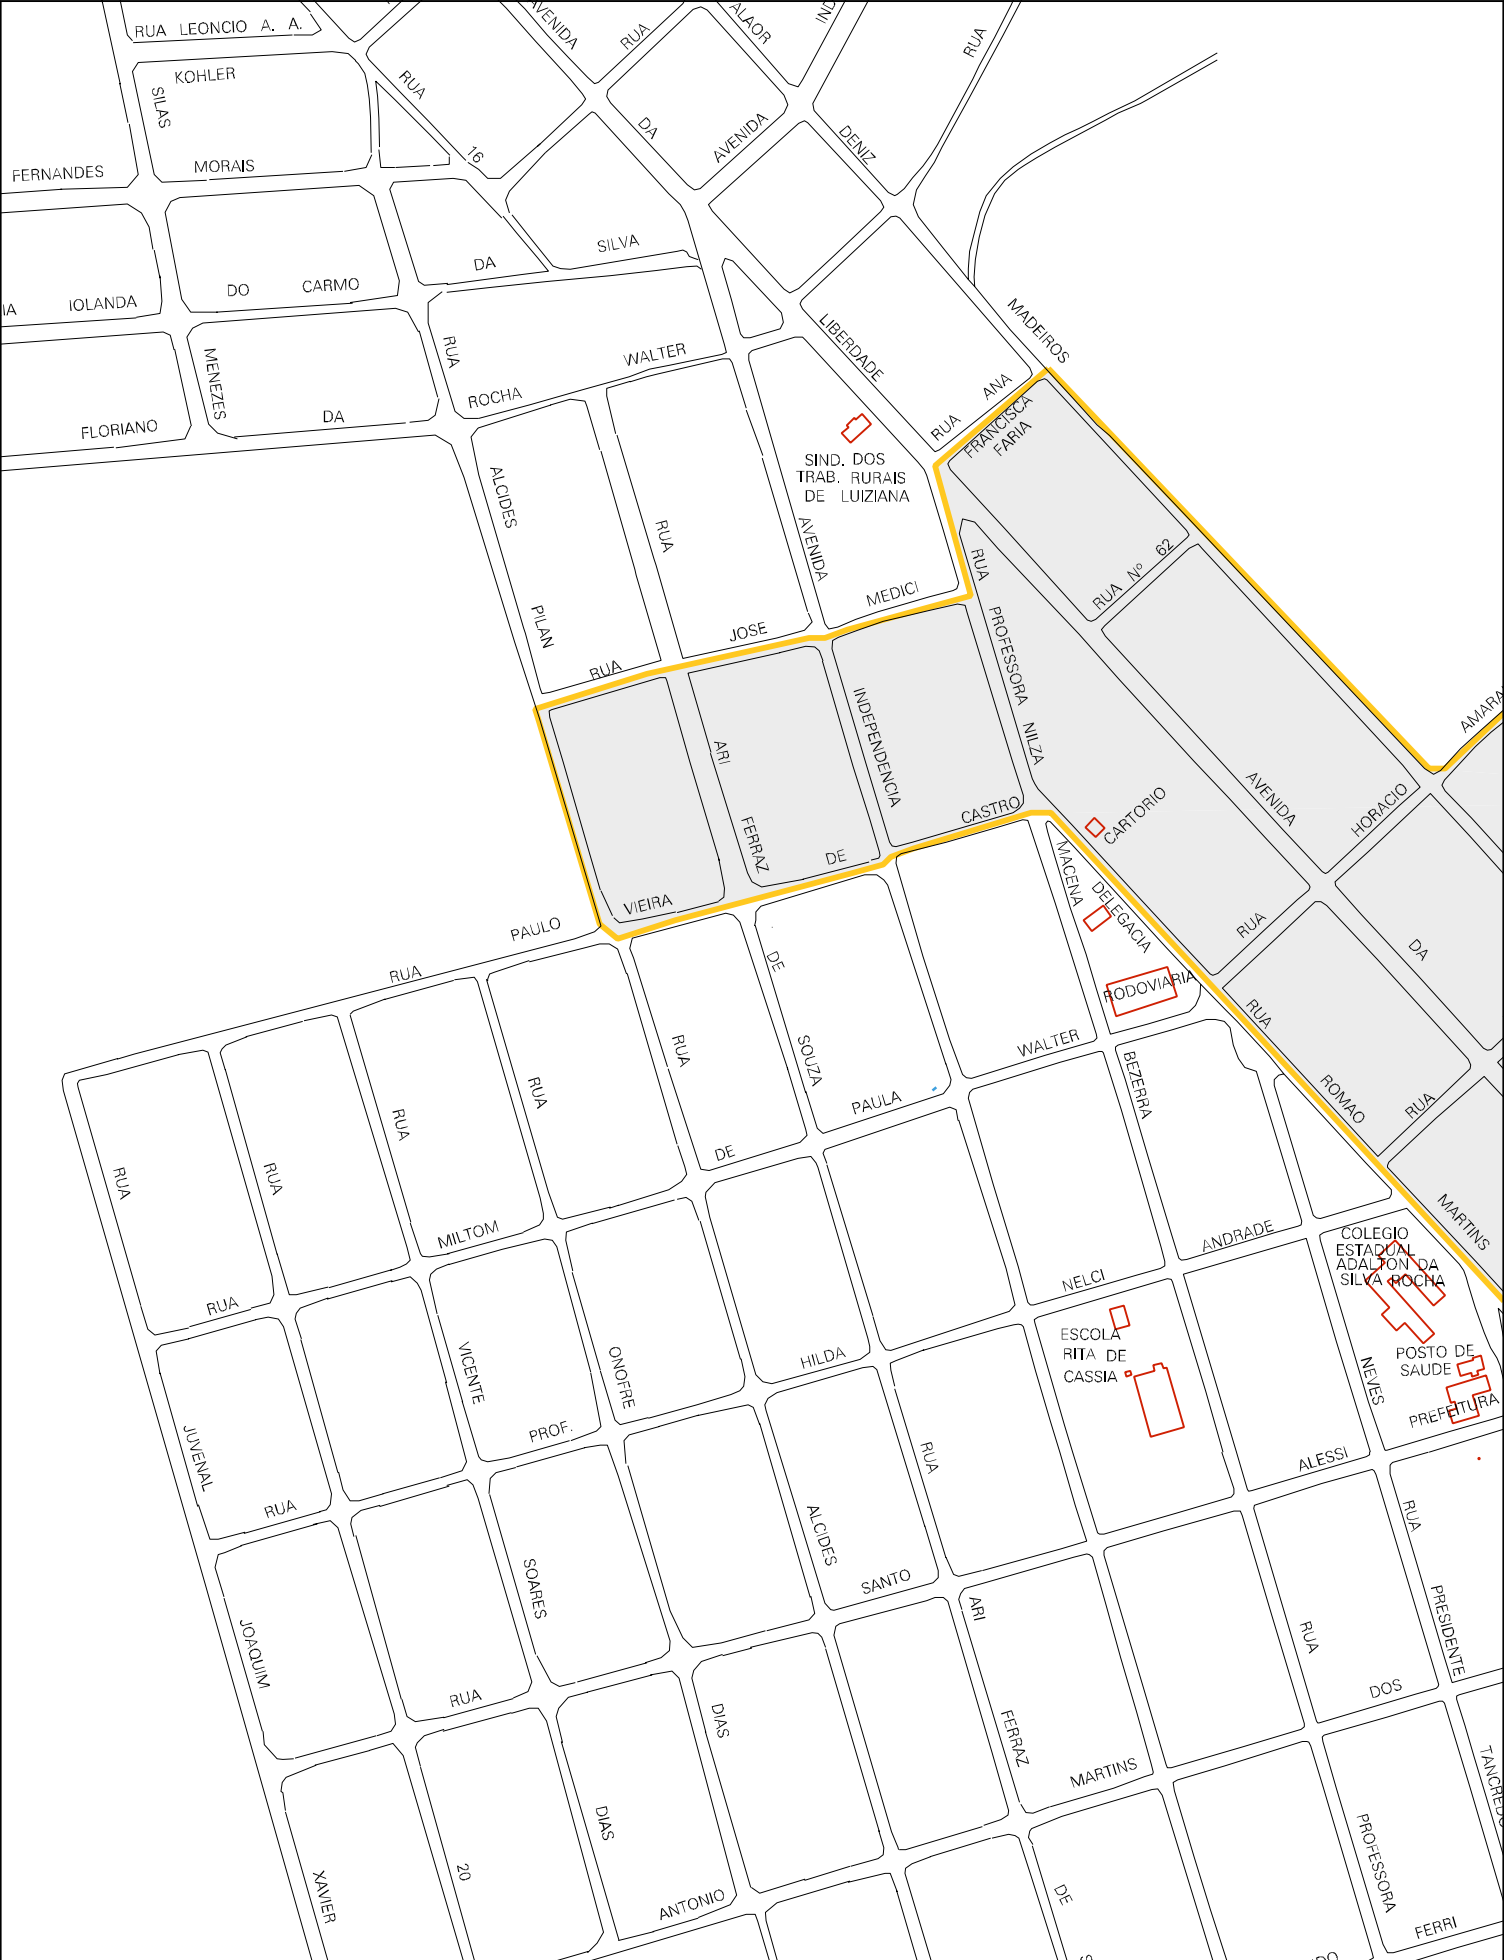 RUA LEONCIO A. A.
AVENIDA
RUA
ALAOR
IND
RUA
KOHLER
SILAS
RUA
16
DA
AVENIDA
DENIZ
FERNANDES
MORAIS
SILVA
DA
IA IOLANDA
DO CARMO
MADEIROS
LIBERDADE
RUA
WALTER
MENEZES
ROCHA
DA
FLORIANO
RUA ANA
FRANCISCA
FARIA
SIND. DOS
TRAB. RURAIS
DE LUIZIANA
ALCIDES
RUA
AVENIDA
RUA
RUA Nº 62
MEDICI
JOSE
PILAN
RUA
PROFESSORA NILZA
INDEPENDENCIA
AMARA
ARI
AVENIDA
HORACIO
CASTRO
CARTORIO
FERRAZ
DE
MACENA
DELEGACIA
VIEIRA
PAULO
RUA
RUA
DA
DE
RODOVIARIA
RUA
WALTER
RUA
SOUZA
BEZERRA
RUA
PAULA
ROMAO
RUA
RUA
DE
RUA
RUA
MARTINS
MILTOM
ANDRADE
COLEGIO
ESTADUAL
ADALTON DA
SILVA ROCHA
NELCI
RUA
ESCOLA
RITA DE
CASSIA
HILDA
POSTO DE
SAUDE
VICENTE
ONOFRE
NEVES
PREFEITURA
PROF.
JUVENAL
RUA
ALESSI
RUA
ALCIDES
RUA
SANTO
SOARES
ARI
PRESIDENTE
JOAQUIM
RUA
RUA
DOS
DIAS
FERRAZ
MARTINS
TANCREDO
DIAS
PROFESSORA
20
XAVIER
ANTONIO
DE
FERRI